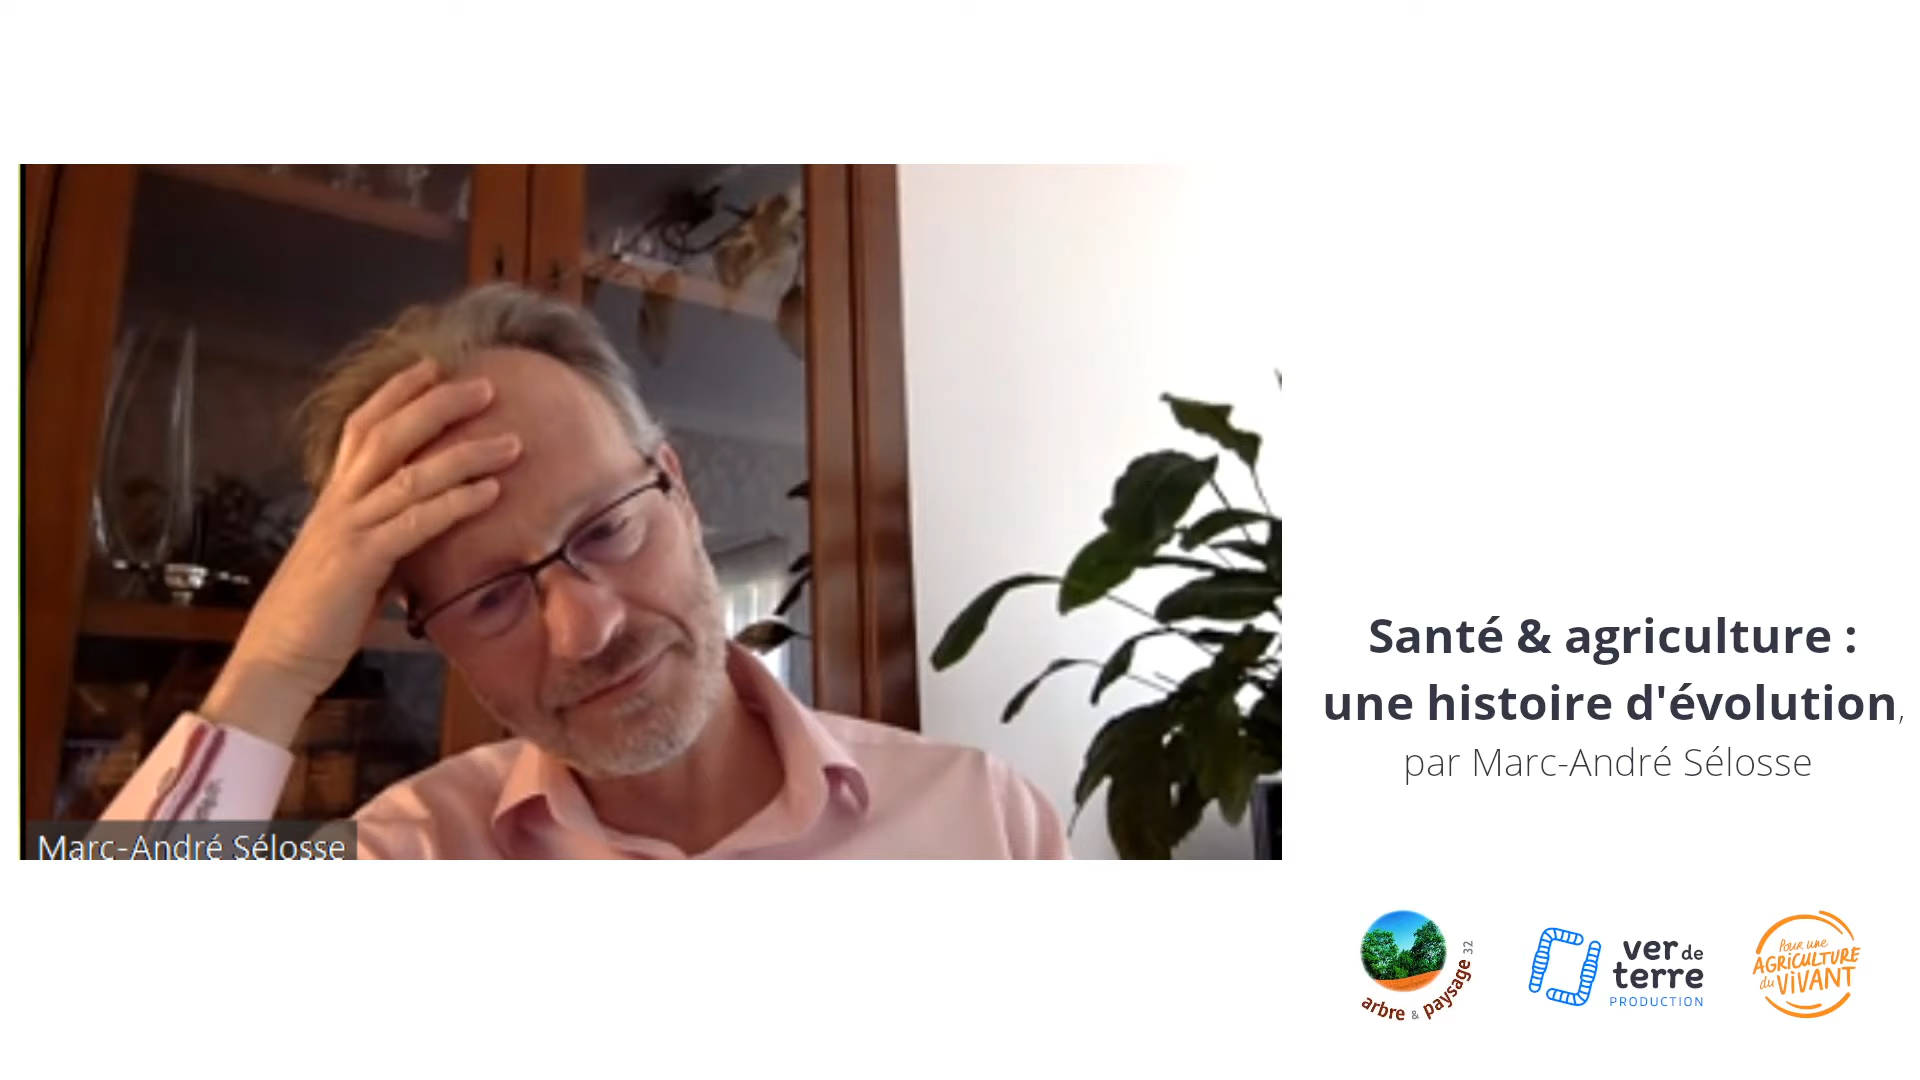 Marc-André Sélosse
Santé & agriculture :
une histoire d'évolution,
par Marc-André Sélosse
arbre & paysage 32
ver de
terre
PRODUCTION
Pour une
AGRICULTURE
du VIVANT